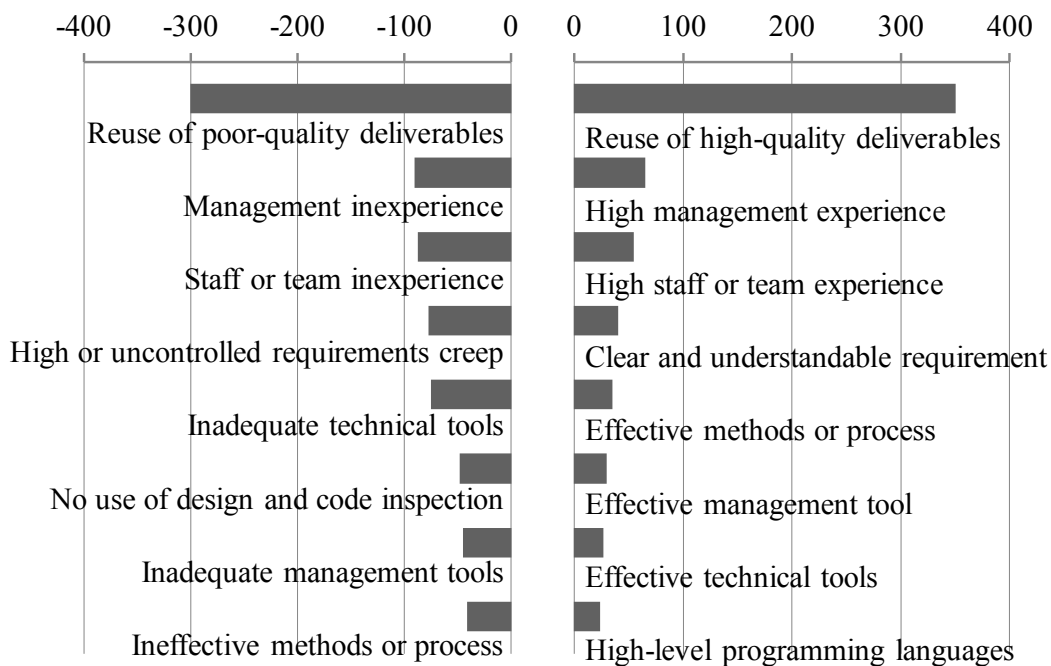 -400 -300 -200 -100 0
0 100 200 300 400
Reuse of poor-quality deliverables
Management inexperience
Staff or team inexperience
High or uncontrolled requirements creep
Inadequate technical tools
No use of design and code inspection
Inadequate management tools
Ineffective methods or process
Reuse of high-quality deliverables
High management experience
High staff or team experience
Clear and understandable requirement
Effective methods or process
Effective management tool
Effective technical tools
High-level programming languages